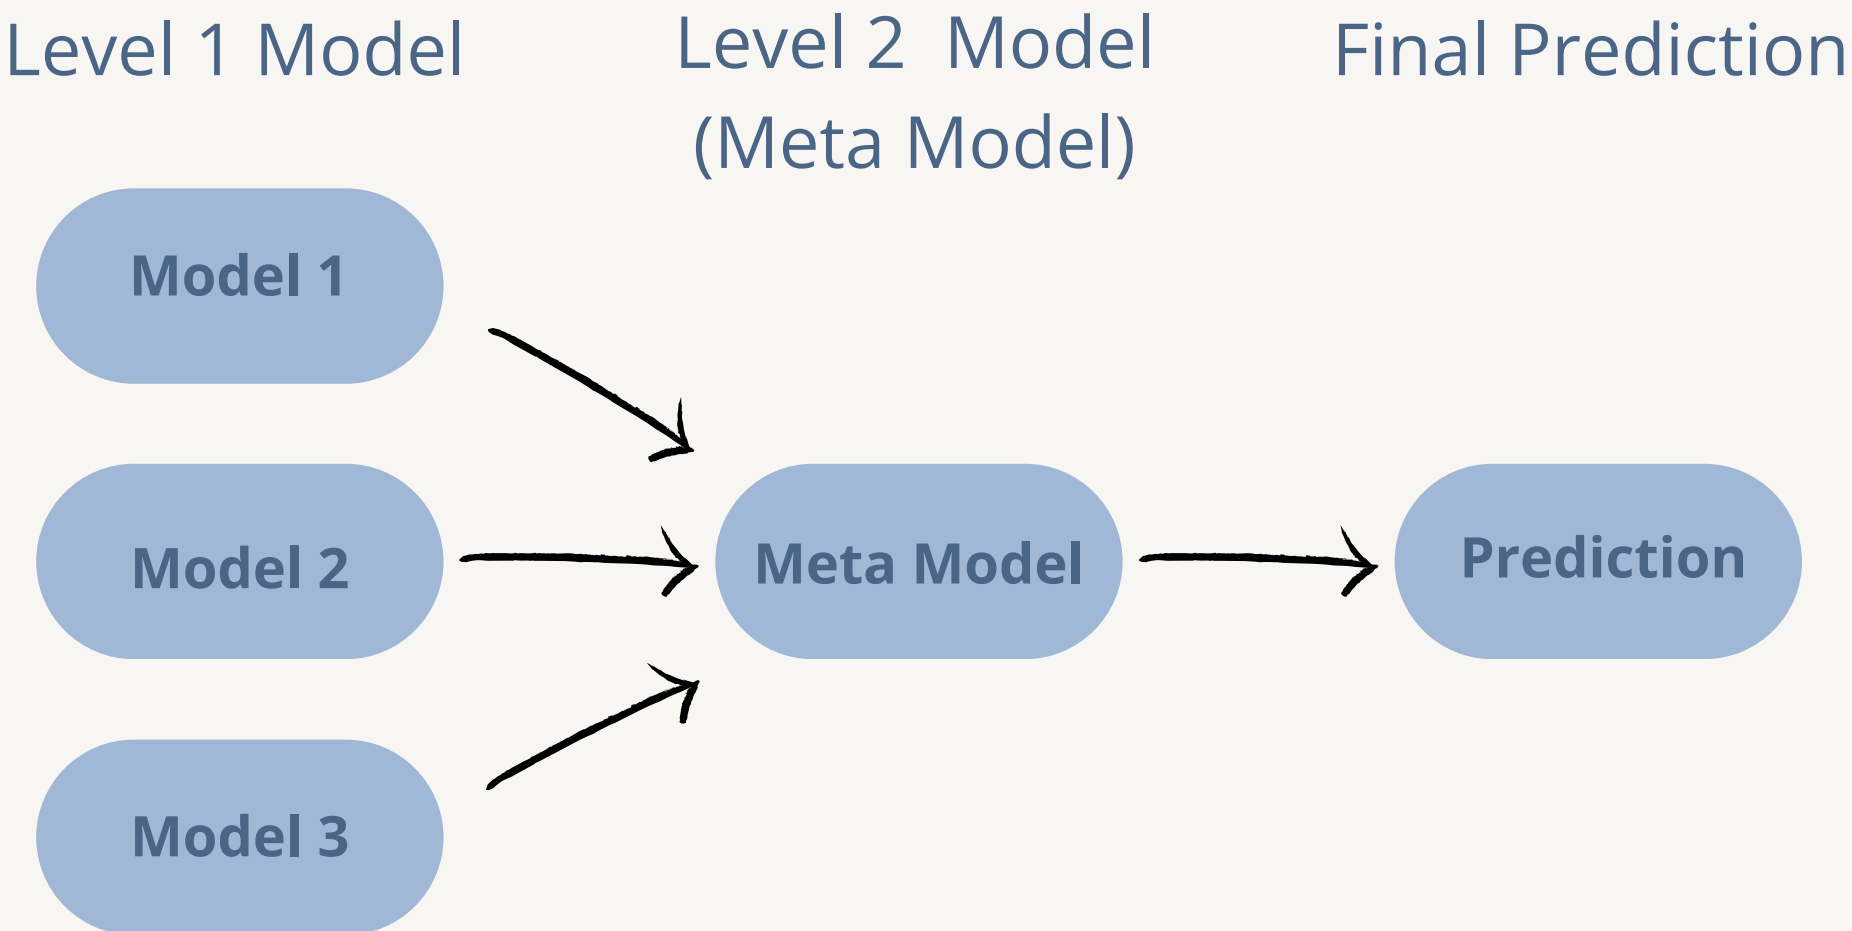 Level 1 Model
Level 2 Model
(Meta Model)
Final Prediction
Model 1
Model 2
Model 3
Meta Model
Prediction